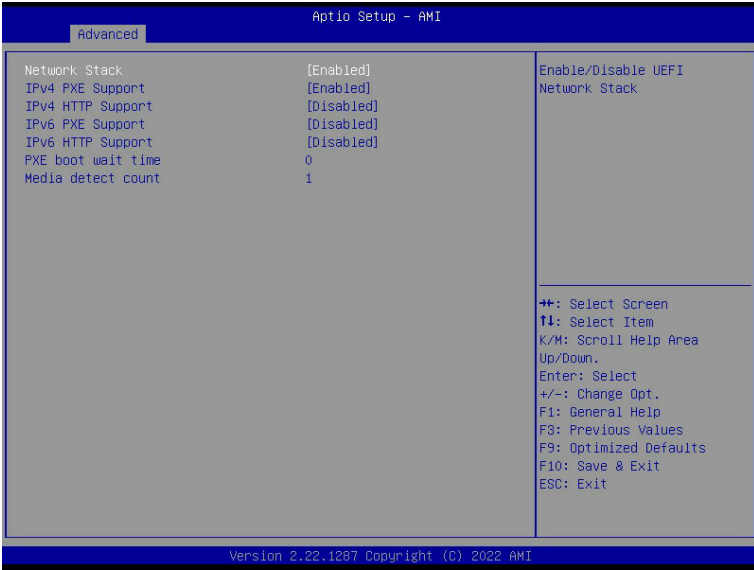 Aptio Setup – AMI
Advanced
Network Stack [Enabled]
IPv4 PXE Support [Enabled]
IPv4 HTTP Support [Disabled]
IPv6 PXE Support [Disabled]
IPv6 HTTP Support [Disabled]
PXE boot wait time 0
Media detect count 1
Enable/Disable UEFI
Network Stack
→←: Select Screen
↑↓: Select Item
K/M: Scroll Help Area
Up/Down.
Enter: Select
+/-: Change Opt.
F1: General Help
F3: Previous Values
F9: Optimized Defaults
F10: Save & Exit
ESC: Exit
Version 2.22.1287 Copyright (C) 2022 AMI